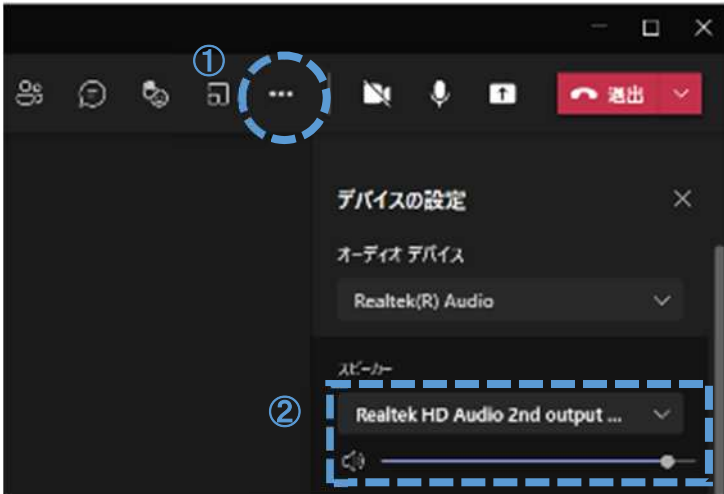 ①
退出
デバイスの設定
オーディオ デバイス
Realtek(R) Audio
スピーカー
②
Realtek HD Audio 2nd output ...